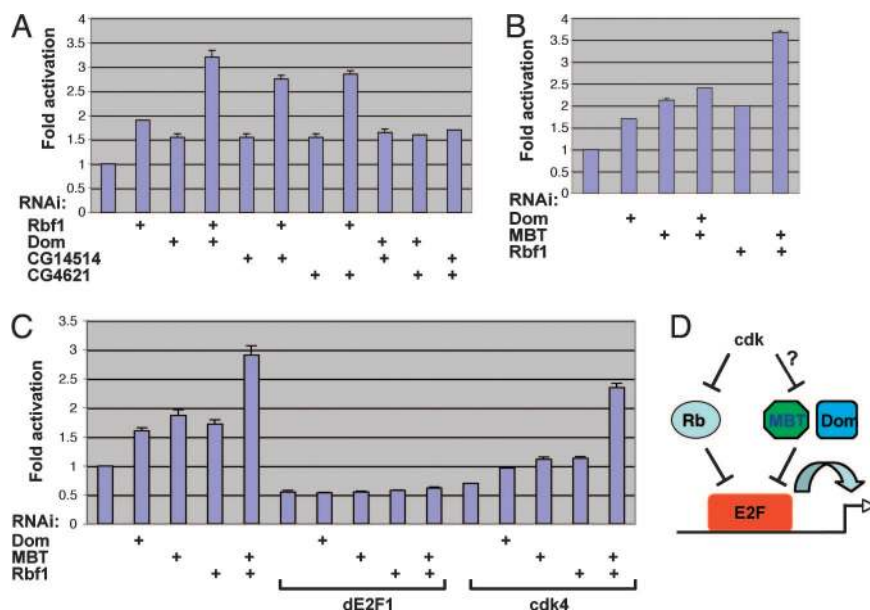 A
Fold activation
4
3.5
3
2.5
2
1.5
1
0.5
0
RNAi:
Rbf1 + + + +
Dom + + + +
CG14514 + + + +
CG4621 + + + +
B
Fold activation
4
3.5
3
2.5
2
1.5
1
0.5
0
RNAi:
Dom + +
MBT + + +
Rbf1 + +
C
Fold activation
3.5
3
2.5
2
1.5
1
0.5
0
RNAi:
Dom + + +
MBT + + + + + +
Rbf1 + + + + + +
dE2F1 cdk4
D
cdk
?
Rb MBT Dom
E2F